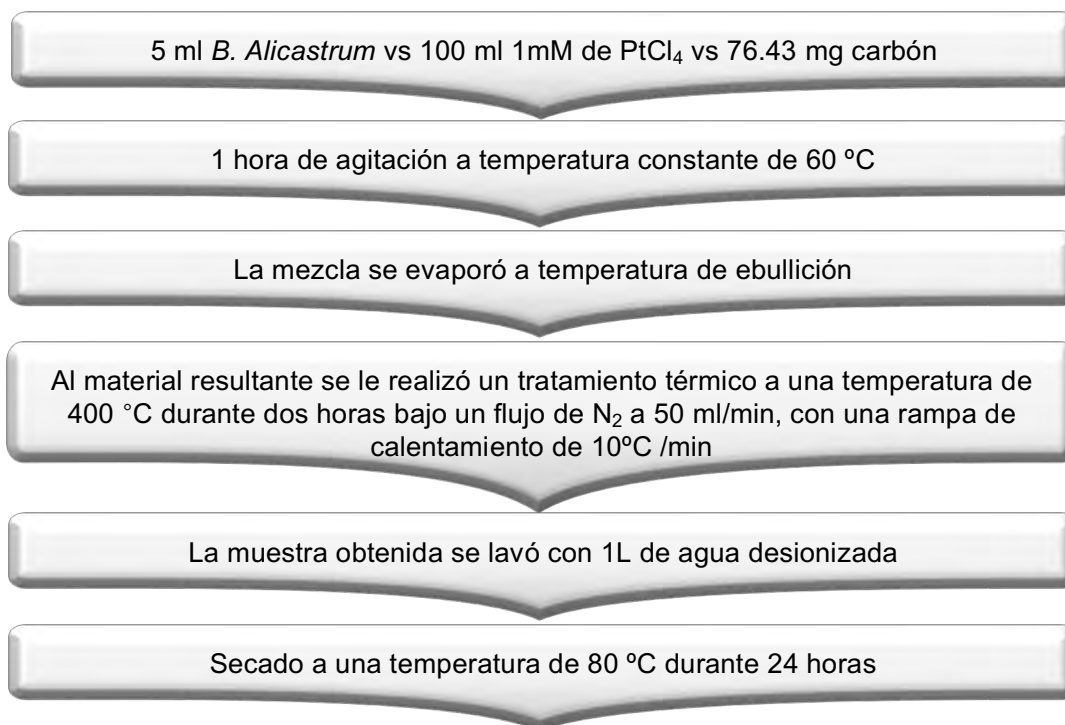 5 ml B. Alicastrum vs 100 ml 1mM de PtCl₄ vs 76.43 mg carbón
1 hora de agitación a temperatura constante de 60 ºC
La mezcla se evaporó a temperatura de ebullición
Al material resultante se le realizó un tratamiento térmico a una temperatura de
400 °C durante dos horas bajo un flujo de N₂ a 50 ml/min, con una rampa de
calentamiento de 10ºC /min
La muestra obtenida se lavó con 1L de agua desionizada
Secado a una temperatura de 80 ºC durante 24 horas